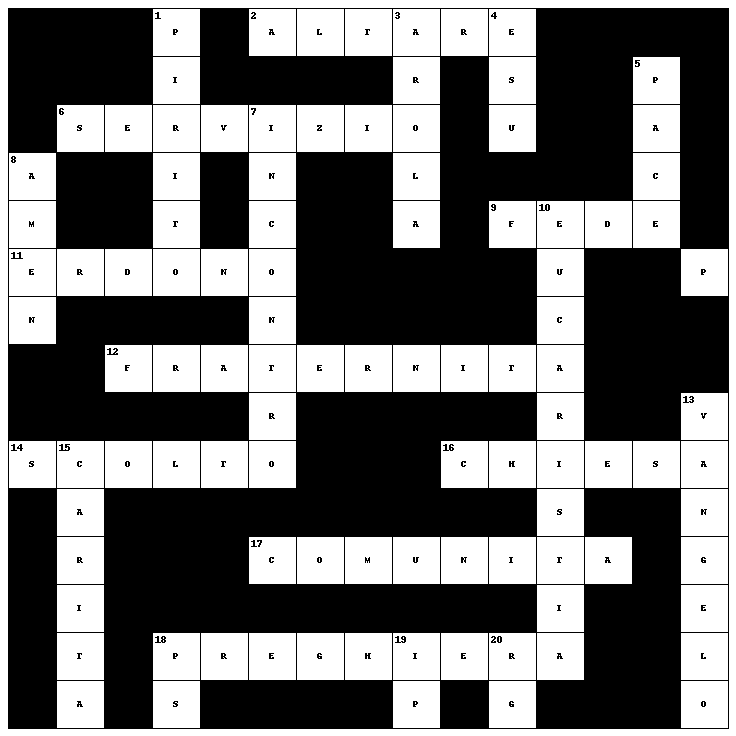 1 P 2 A L T 3 A R 4 E
I R S 5 P
6 S E R V 7 I Z I O U A
8 A I N L C
M T C A 9 F 10 E D E
11 E R D O N O U P
N N C
12 F R A T E R N I T A
R R 13 V
14 S 15 C O L T O 16 C H I E S A
A S N
R 17 C O M U N I T A G
I I E
T 18 P R E G H 19 I E 20 R A L
A S P G O